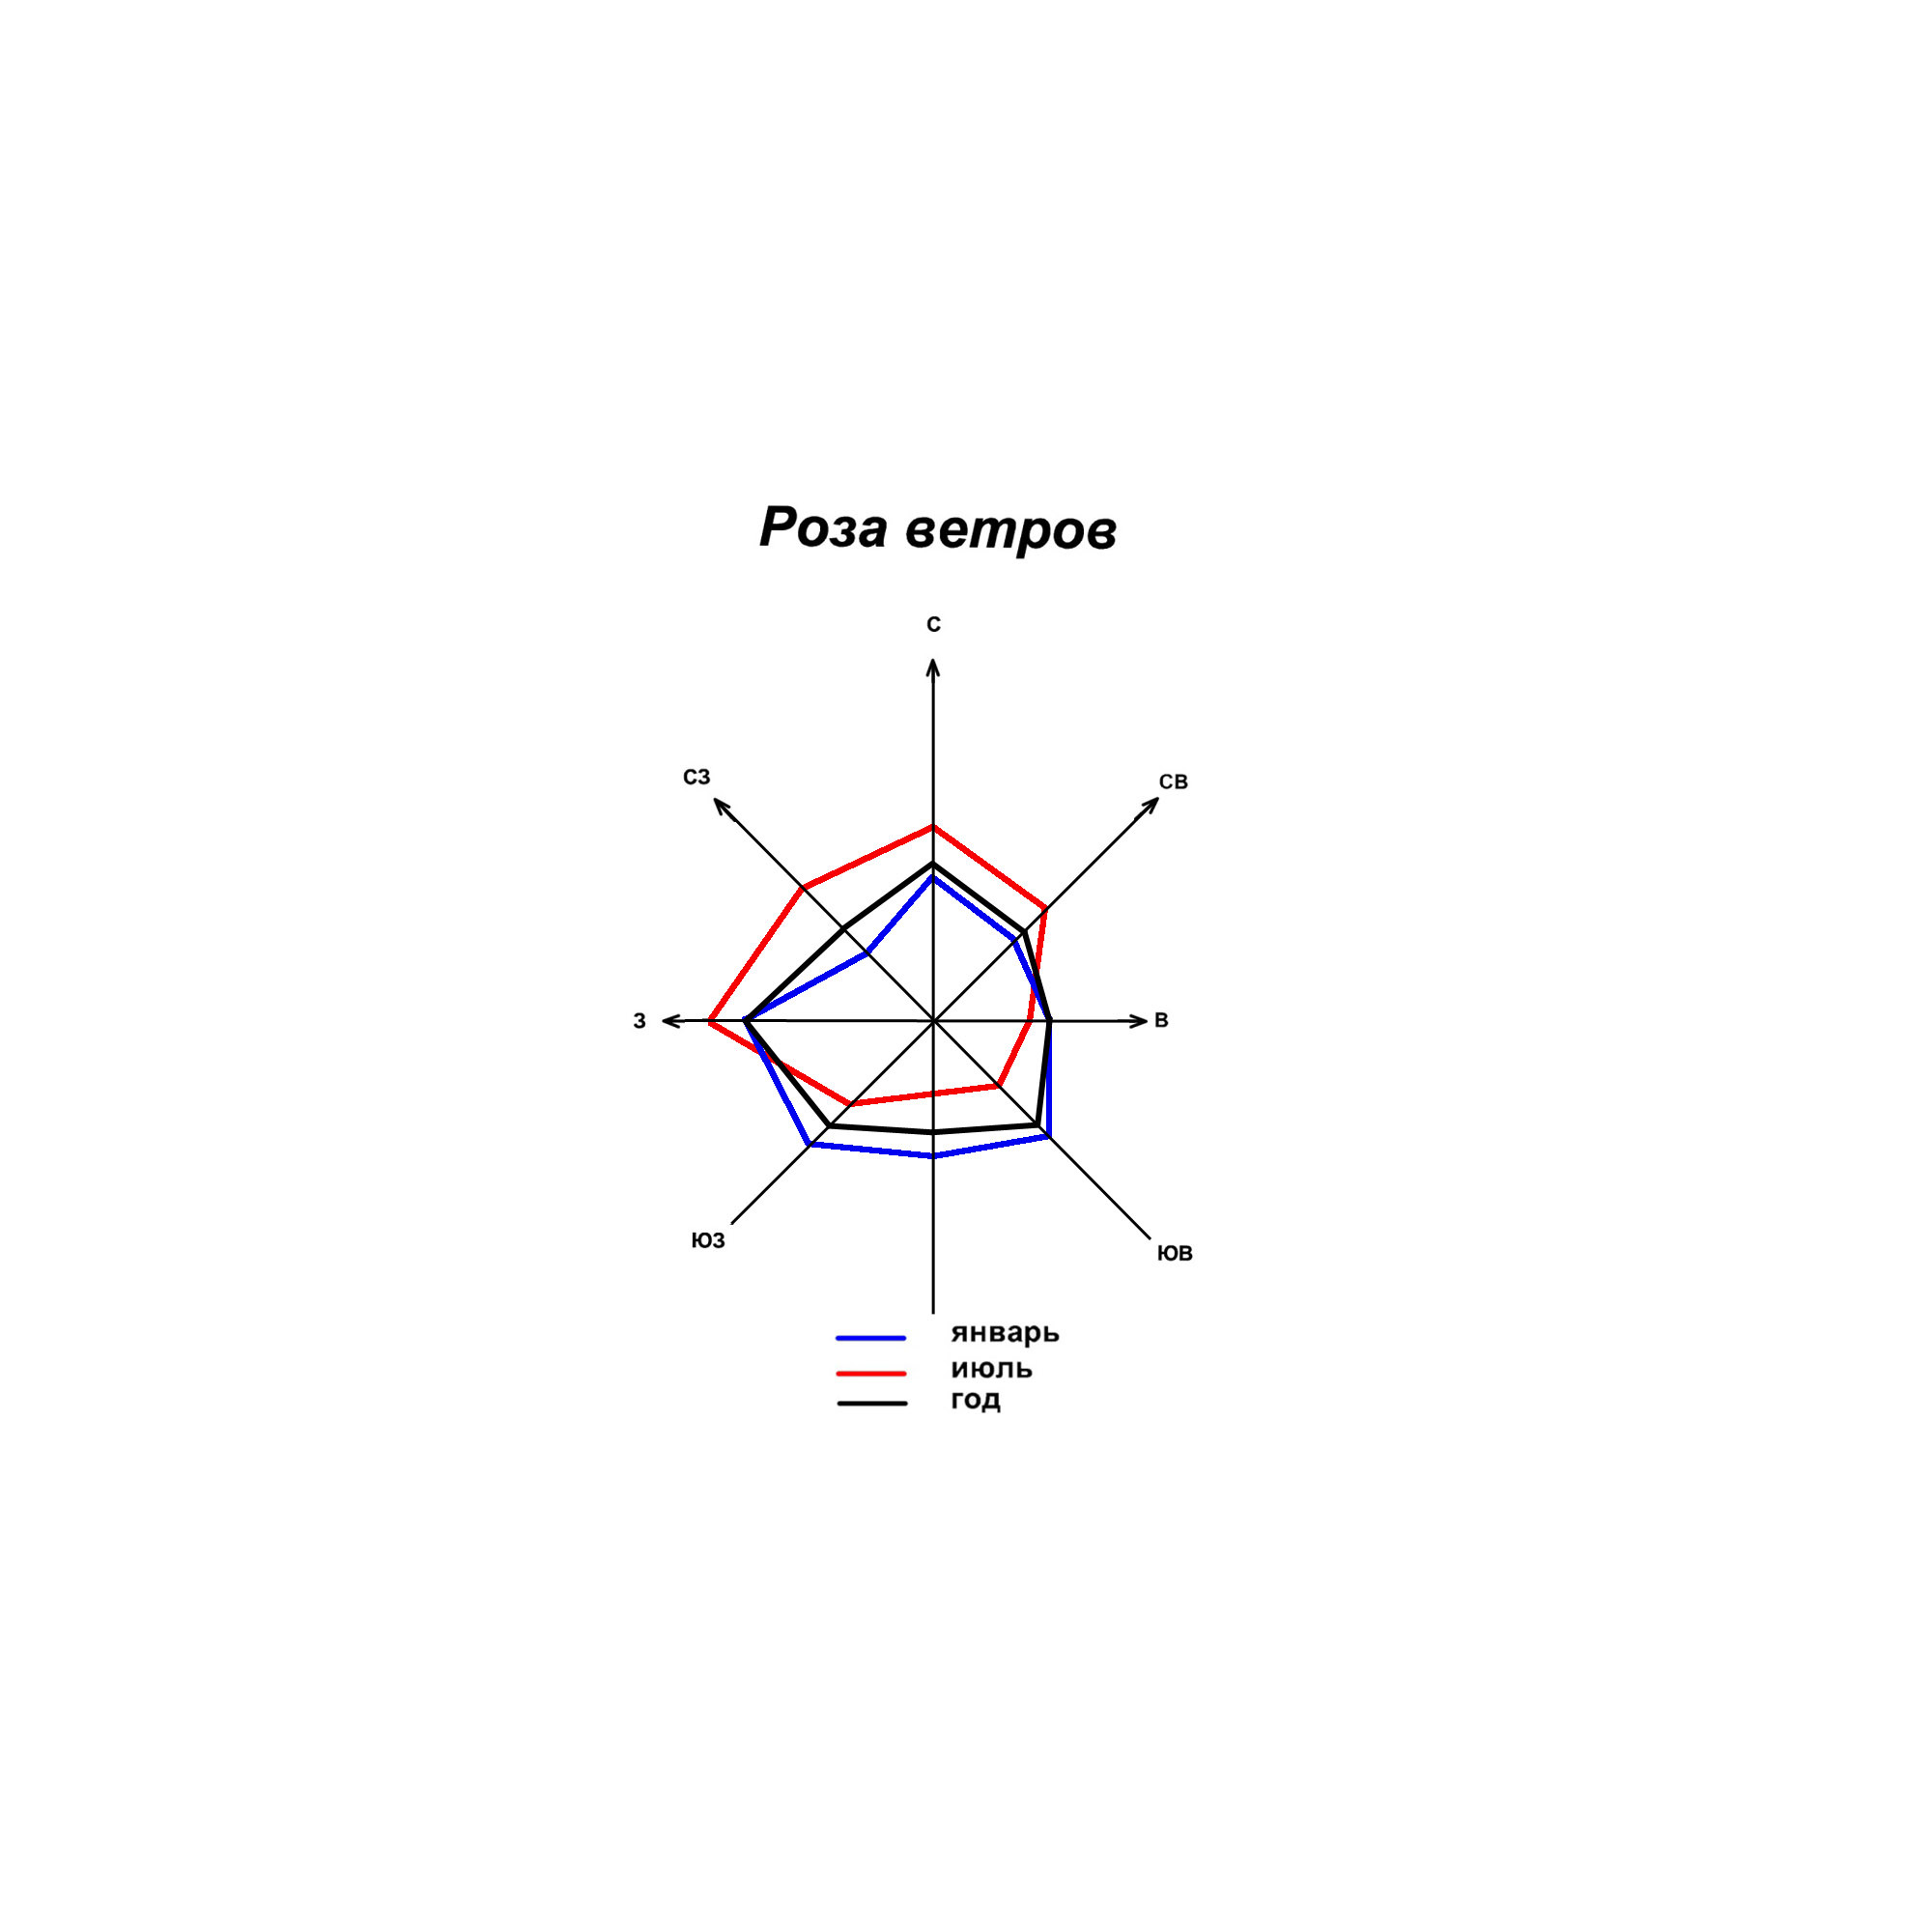 Роза ветров
С
СЗ
СВ
З
В
ЮЗ
ЮВ
январь
июль
год